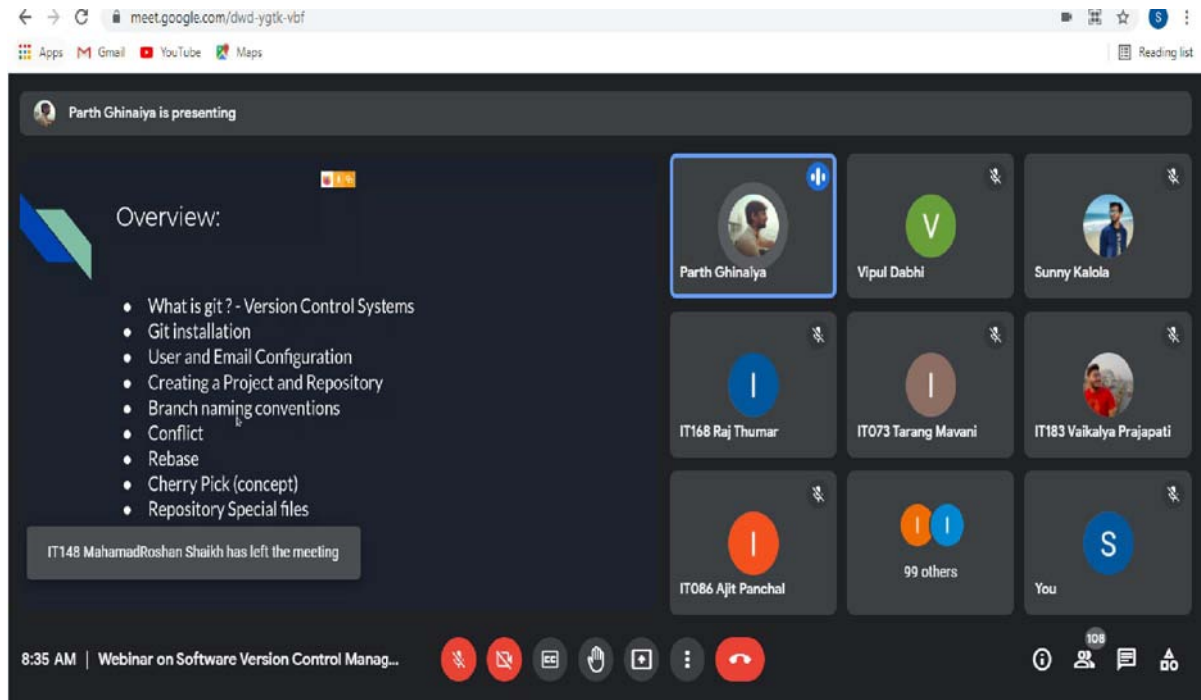 meet.google.com/dwd-ygtk-vbf
S
Apps Gmail YouTube Maps
Reading list
Parth Ghinaiya is presenting
Overview:
• What is git ? - Version Control Systems
• Git installation
• User and Email Configuration
• Creating a Project and Repository
• Branch naming conventions
• Conflict
• Rebase
• Cherry Pick (concept)
• Repository Special files
IT148 MahamadRoshan Shaikh has left the meeting
Parth Ghinaiya
V
Vipul Dabhi
Sunny Kalola
I
IT168 Raj Thumar
I
IT073 Tarang Mavani
IT183 Vaikalya Prajapati
I
IT086 Ajit Panchal
I I
99 others
S
You
8:35 AM | Webinar on Software Version Control Manag...
CC
108